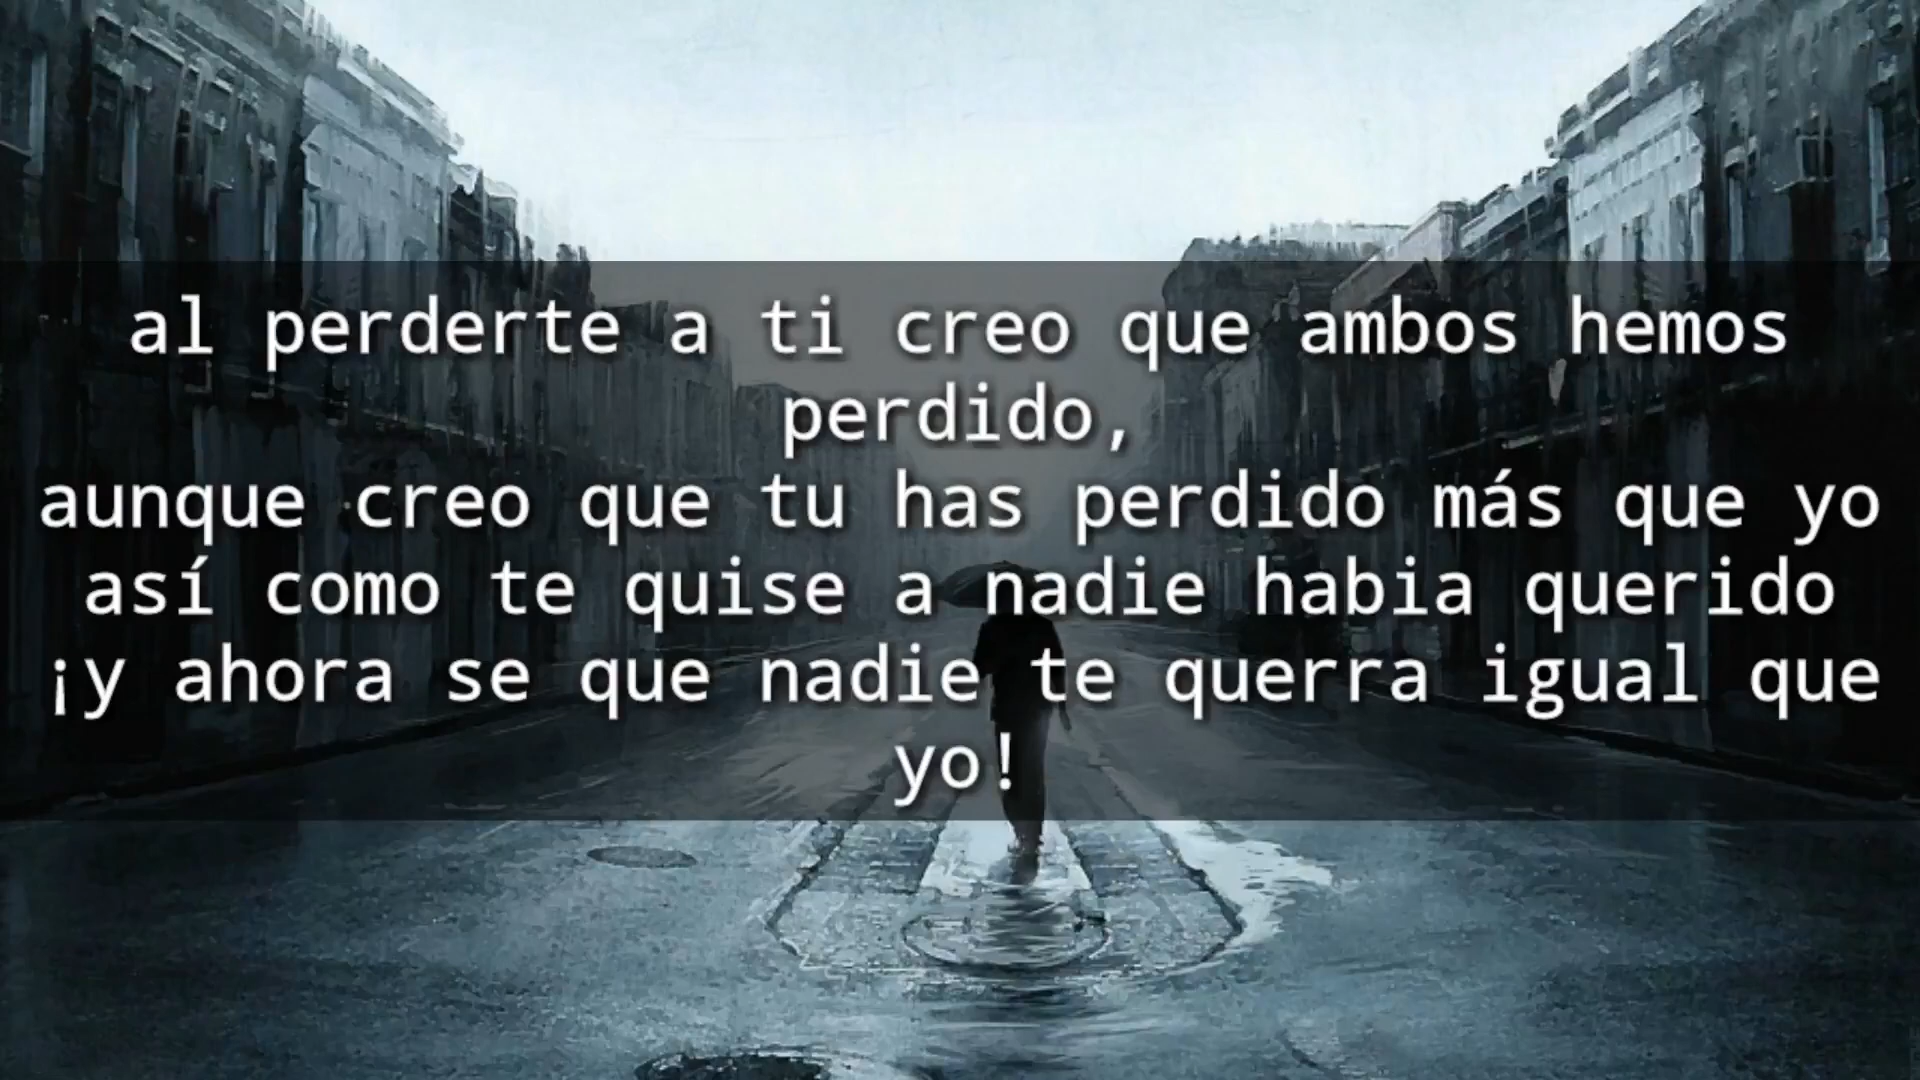 al perderte a ti creo que ambos hemos
perdido,
aunque creo que tu has perdido más que yo
así como te quise a nadie habia querido
¡y ahora se que nadie te querra igual que
yo!